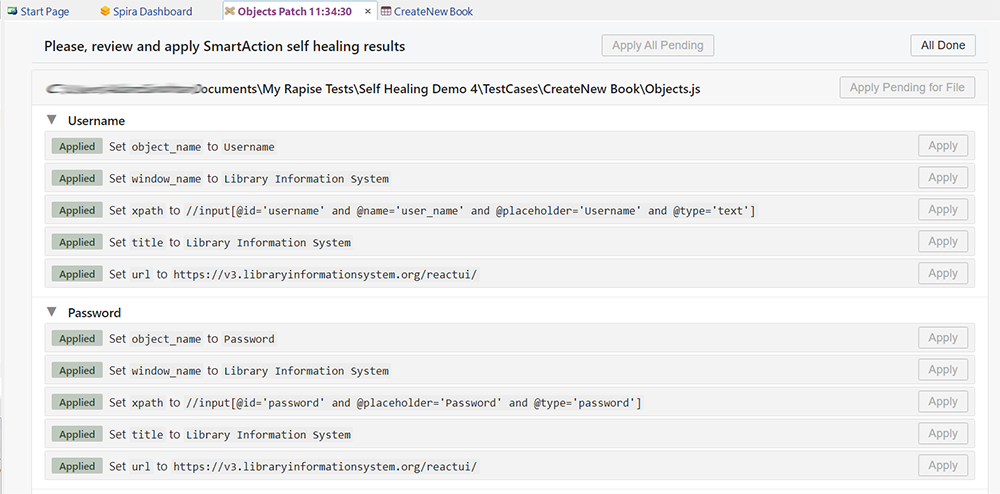 Start Page Spira Dashboard Objects Patch 11:34:30 × CreateNew Book
Please, review and apply SmartAction self healing results Apply All Pending All Done
ocuments\My Rapise Tests\Self Healing Demo 4\TestCases\CreateNew Book\Objects.js Apply Pending for File
Username
Applied Set object_name to Username Apply
Applied Set window_name to Library Information System Apply
Applied Set xpath to //input[@id='username' and @name='user_name' and @placeholder='Username' and @type='text'] Apply
Applied Set title to Library Information System Apply
Applied Set url to https://v3.libraryinformationsystem.org/reactui/ Apply
Password
Applied Set object_name to Password Apply
Applied Set window_name to Library Information System Apply
Applied Set xpath to //input[@id='password' and @placeholder='Password' and @type='password'] Apply
Applied Set title to Library Information System Apply
Applied Set url to https://v3.libraryinformationsystem.org/reactui/ Apply